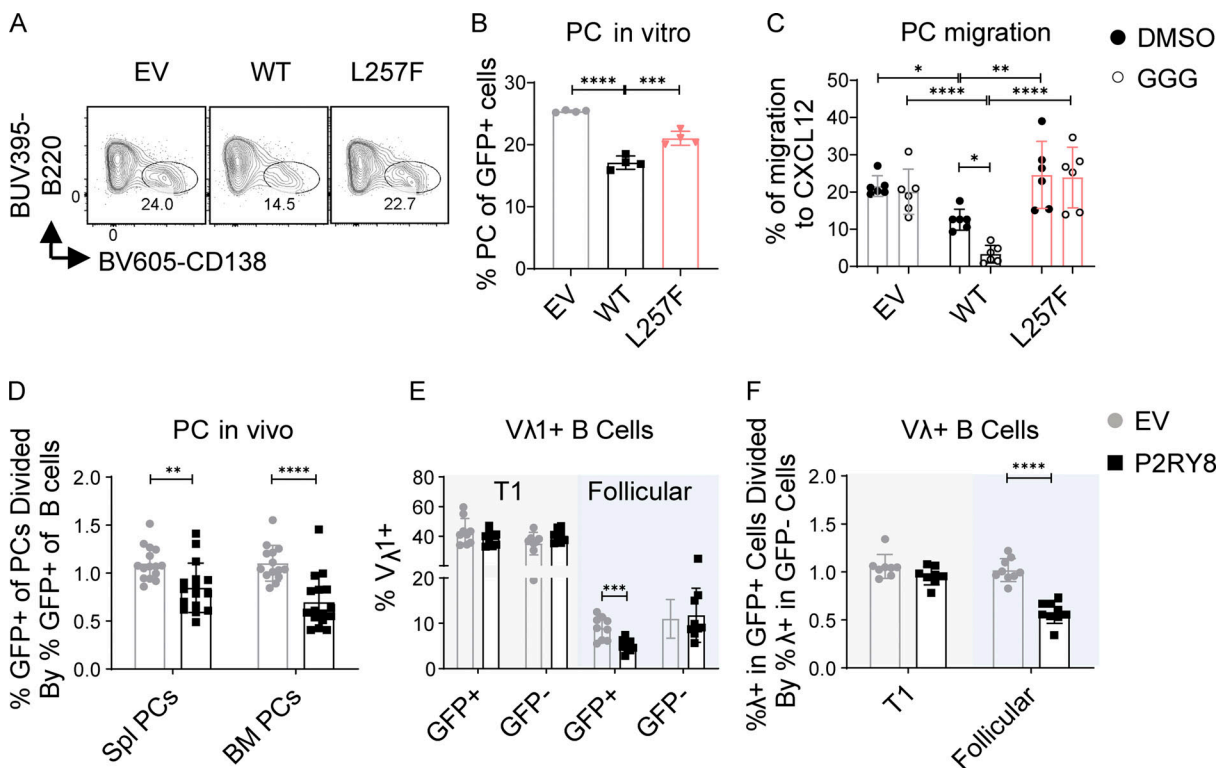 A
EV
WT
L257F
BUV395-
B220
0
24.0
14.5
22.7
0
BV605-CD138
B
PC in vitro
% PC of GFP+ cells
30
20
10
0
**** ***
EV
WT
L257F
C
PC migration
DMSO
GGG
% of migration
to CXCL12
50
40
30
20
10
0
* **
**** ****
*
EV
WT
L257F
D
PC in vivo
% GFP+ of PCs Divided
By % GFP+ of B cells
2.0
1.5
1.0
0.5
0.0
** ****
Spl PCs
BM PCs
E
Vλ1+ B Cells
T1
Follicular
% Vλ1+
80
60
40
20
10
0
***
GFP+
GFP-
GFP+
GFP-
F
Vλ+ B Cells
EV
P2RY8
%λ+ in GFP+ Cells Divided
By % λ+ in GFP- Cells
2.0
1.5
1.0
0.5
0.0
****
T1
Follicular